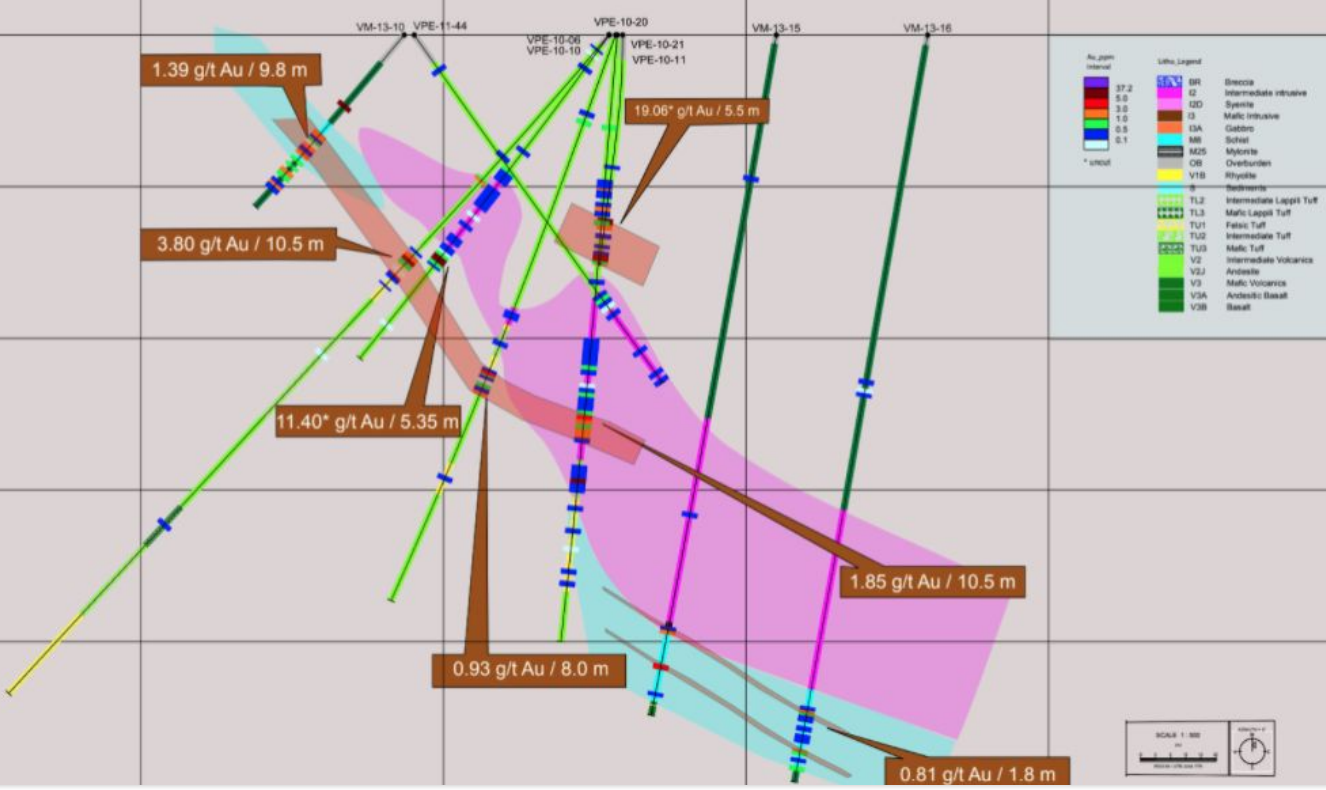 VM-13-10
VPE-11-44
VPE-10-20
VPE-10-06
VPE-10-10
VPE-10-21
VPE-10-11
VM-13-15
VM-13-16
1.39 g/t Au / 9.8 m
19.06* g/t Au / 5.5 m
3.80 g/t Au / 10.5 m
11.40* g/t Au / 5.35 m
1.85 g/t Au / 10.5 m
0.93 g/t Au / 8.0 m
0.81 g/t Au / 1.8 m
Au_ppm
Interval
37.2
5.0
3.0
1.0
0.5
0.1
* uncut
Litho_Legend
BR Breccia
I2 Intermediate intrusive
I2D Syenite
I3 Mafic Intrusive
I3A Gabbro
M8 Schist
M25 Mylonite
OB Overburden
V1B Rhyolite
S Sediments
TL2 Intermediate Lappili Tuff
TL3 Mafic Lappili Tuff
TU1 Felsic Tuff
TU2 Intermediate Tuff
TU3 Mafic Tuff
V2 Intermediate Volcanics
V2J Andesite
V3 Mafic Volcanics
V3A Andesitic Basalt
V3B Basalt
SCALE 1 : 500